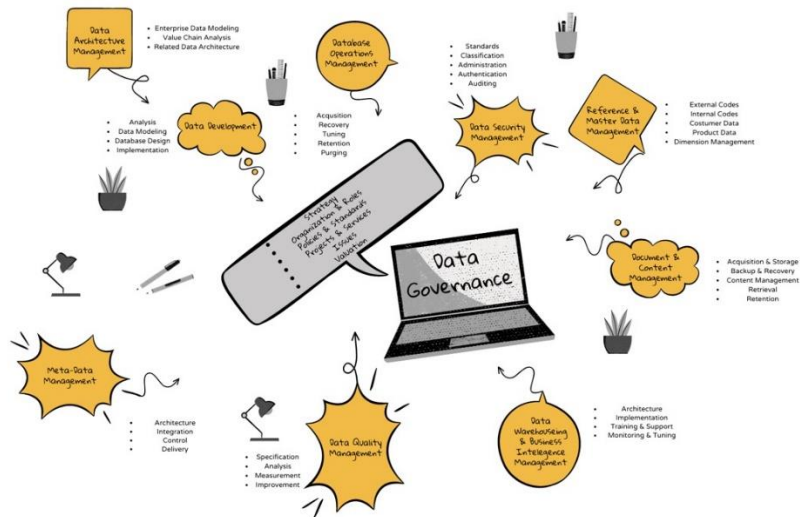 Data
Architecture
Management
• Enterprise Data Modeling
• Value Chain Analysis
• Related Data Architecture
Database
Operations
Management
• Acqusition
• Recovery
• Tuning
• Retention
• Purging
• Standards
• Classification
• Administration
• Authentication
• Auditing
Data Security
Management
Reference &
Master Data
Management
• External Codes
• Internal Codes
• Costumer Data
• Product Data
• Dimension Management
• Analysis
• Data Modeling
• Database Design
• Implementation
Data Development
• Strategy
• Organization & Roles
• Policies & Standards
• Projects & Services
• Issues
• Valuation
Data
Governance
Document &
Content
Management
• Acquisition & Storage
• Backup & Recovery
• Content Management
• Retrieval
• Retention
Meta-Data
Management
• Architecture
• Integration
• Control
• Delivery
• Specification
• Analysis
• Measurement
• Improvement
Data Quality
Management
Data
Warehouseing
& Business
Intelegence
Management
• Architecture
• Implementation
• Training & Support
• Monitoring & Tuning